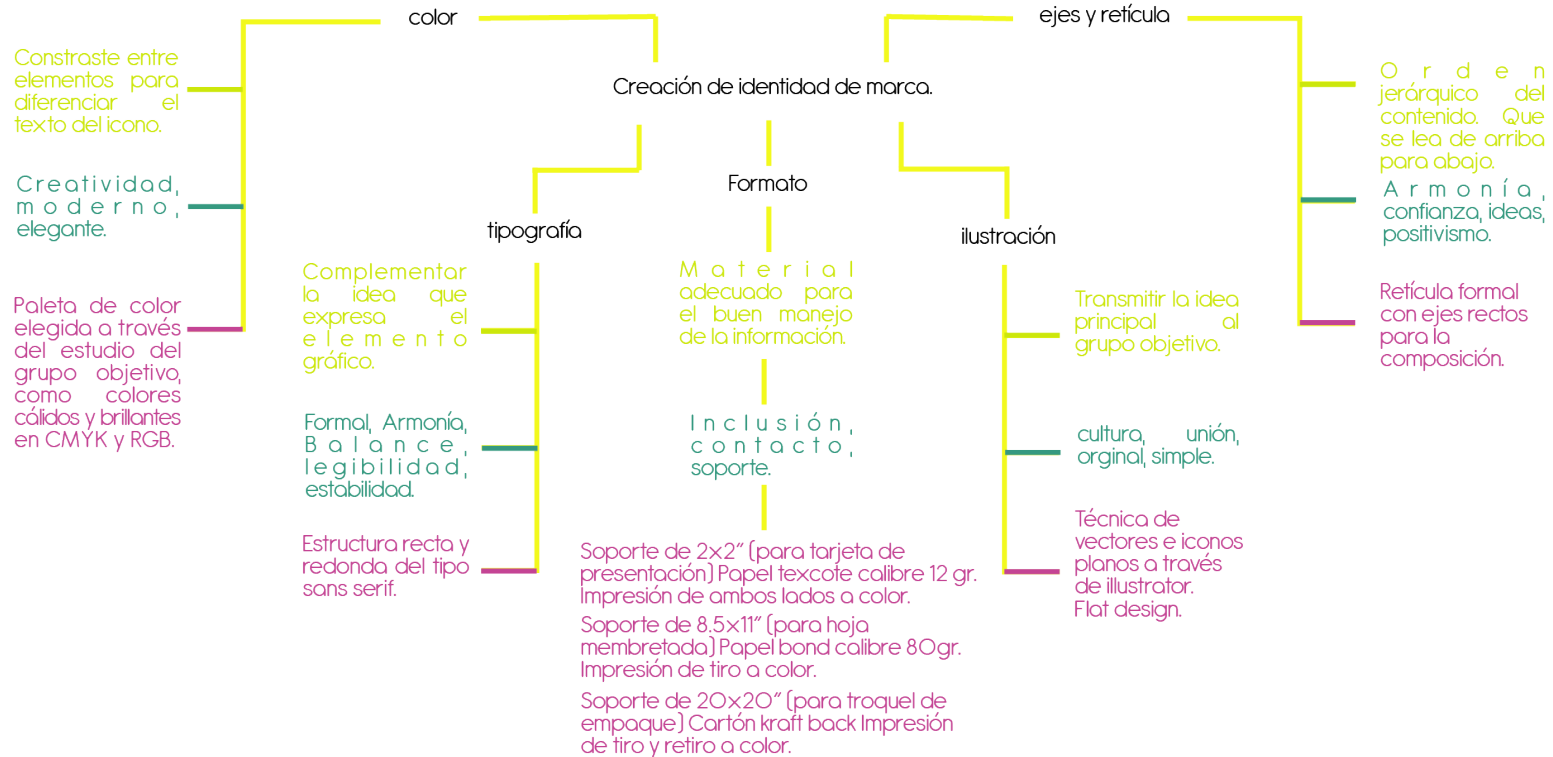 color
ejes y retícula
Creación de identidad de marca.
Constraste entre
elementos para
diferenciar el
texto del icono.
Creatividad,
moderno,
elegante.
Paleta de color
elegida a través
del estudio del
grupo objetivo,
como colores
cálidos y brillantes
en CMYK y RGB.
tipografía
Complementar
la idea que
expresa el
elemento
gráfico.
Formal, Armonía,
Balance,
legibilidad,
estabilidad.
Estructura recta y
redonda del tipo
sans serif.
Formato
Material
adecuado para
el buen manejo
de la información.
Inclusión,
contacto,
soporte.
Soporte de 2x2" (para tarjeta de
presentación) Papel texcote calibre 12 gr.
Impresión de ambos lados a color.
Soporte de 8.5x11" (para hoja
membretada) Papel bond calibre 80gr.
Impresión de tiro a color.
Soporte de 20x20" (para troquel de
empaque) Cartón kraft back Impresión
de tiro y retiro a color.
ilustración
Transmitir la idea
principal al
grupo objetivo.
cultura, unión,
orginal, simple.
Técnica de
vectores e iconos
planos a través
de illustrator.
Flat design.
Orden
jerárquico del
contenido. Que
se lea de arriba
para abajo.
Armonía,
confianza, ideas,
positivismo.
Retícula formal
con ejes rectos
para la
composición.